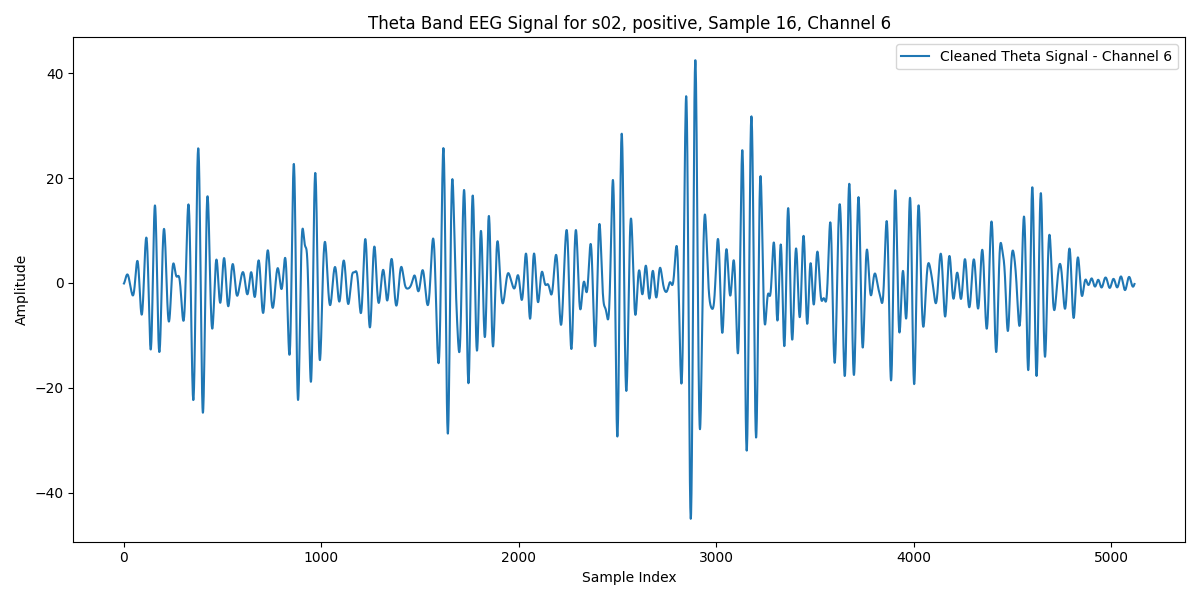 Theta Band EEG Signal for s02, positive, Sample 16, Channel 6
Cleaned Theta Signal - Channel 6
Amplitude
40
20
0
−20
−40
0 1000 2000 3000 4000 5000
Sample Index